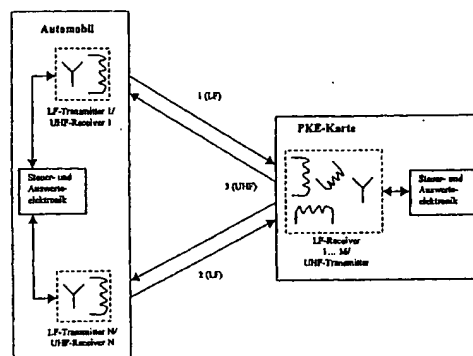 Automobil
LF-Transmitter 1/
UHF-Receiver 1
Steuer- und
Auswerte-
elektronik
LF-Transmitter N/
UHF-Receiver N
1 (LF)
3 (UHF)
2 (LF)
PKE-Karte
LF-Receiver
1 ... M/
UHF-Transmitter
Steuer- und
Auswerte-
elektronik